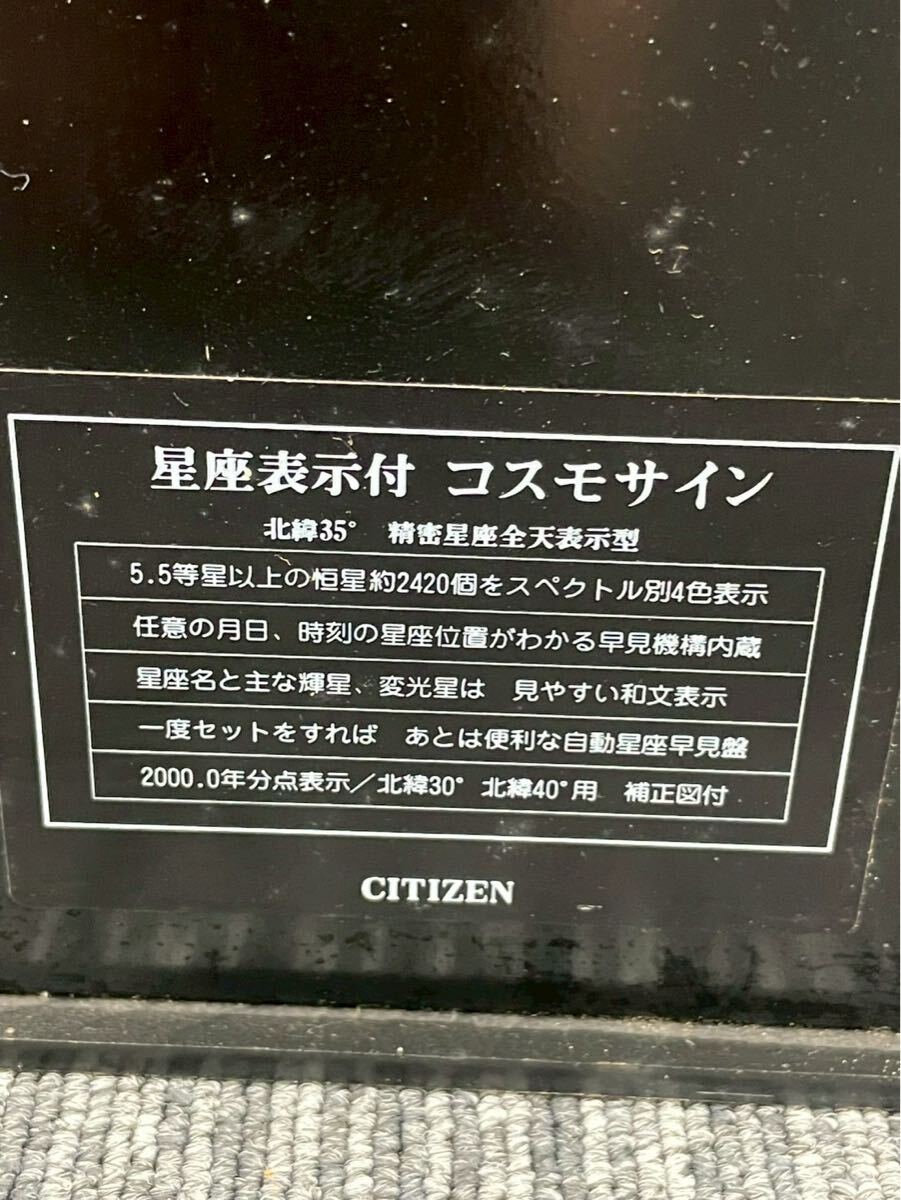 星座表示付 コスモサイン
北緯35° 精密星座全天表示型
5.5等星以上の恒星約2420個をスペクトル別4色表示
任意の月日、時刻の星座位置がわかる早見機構内蔵
星座名と主な輝星、変光星は 見やすい和文表示
一度セットをすれば あとは便利な自動星座早見盤
2000.0年分点表示/北緯30° 北緯40°用 補正図付
CITIZEN